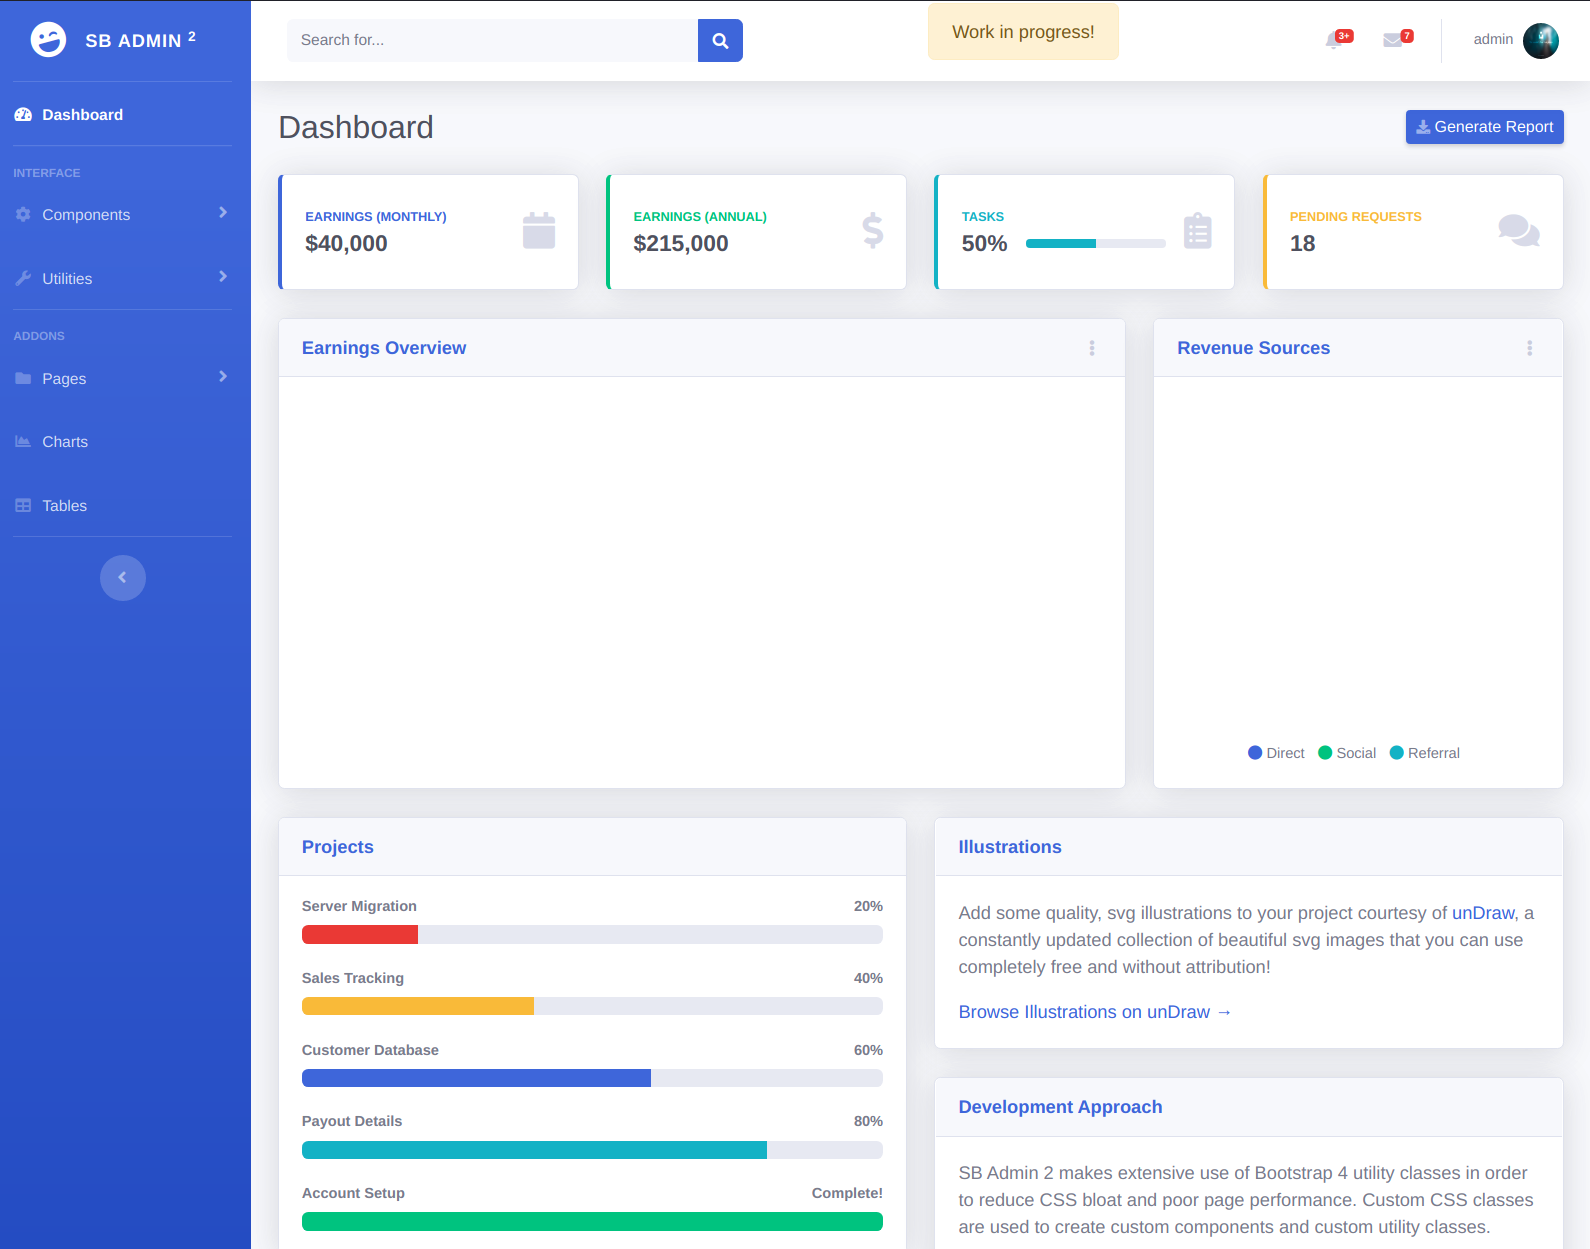 SB ADMIN 2
Search for...
Work in progress!
3+
7
admin
Dashboard
INTERFACE
Components
Utilities
ADDONS
Pages
Charts
Tables
Dashboard
Generate Report
EARNINGS (MONTHLY)
$40,000
EARNINGS (ANNUAL)
$215,000
TASKS
50%
PENDING REQUESTS
18
Earnings Overview
Revenue Sources
Direct Social Referral
Projects
Server Migration 20%
Sales Tracking 40%
Customer Database 60%
Payout Details 80%
Account Setup Complete!
Illustrations
Add some quality, svg illustrations to your project courtesy of unDraw, a
constantly updated collection of beautiful svg images that you can use
completely free and without attribution!
Browse Illustrations on unDraw →
Development Approach
SB Admin 2 makes extensive use of Bootstrap 4 utility classes in order
to reduce CSS bloat and poor page performance. Custom CSS classes
are used to create custom components and custom utility classes.